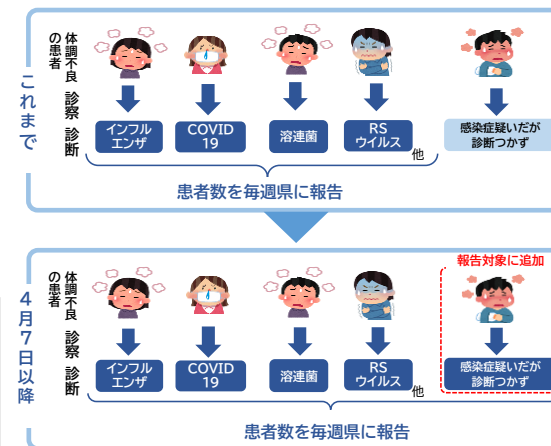 これまで
体調不良
の患者
診察
診断
インフル
エンザ
COVID
19
溶連菌
RS
ウイルス
他
感染症疑いだが
診断つかず
患者数を毎週県に報告
4月7日以降
体調不良
の患者
診察
診断
報告対象に追加
インフル
エンザ
COVID
19
溶連菌
RS
ウイルス
他
感染症疑いだが
診断つかず
患者数を毎週県に報告